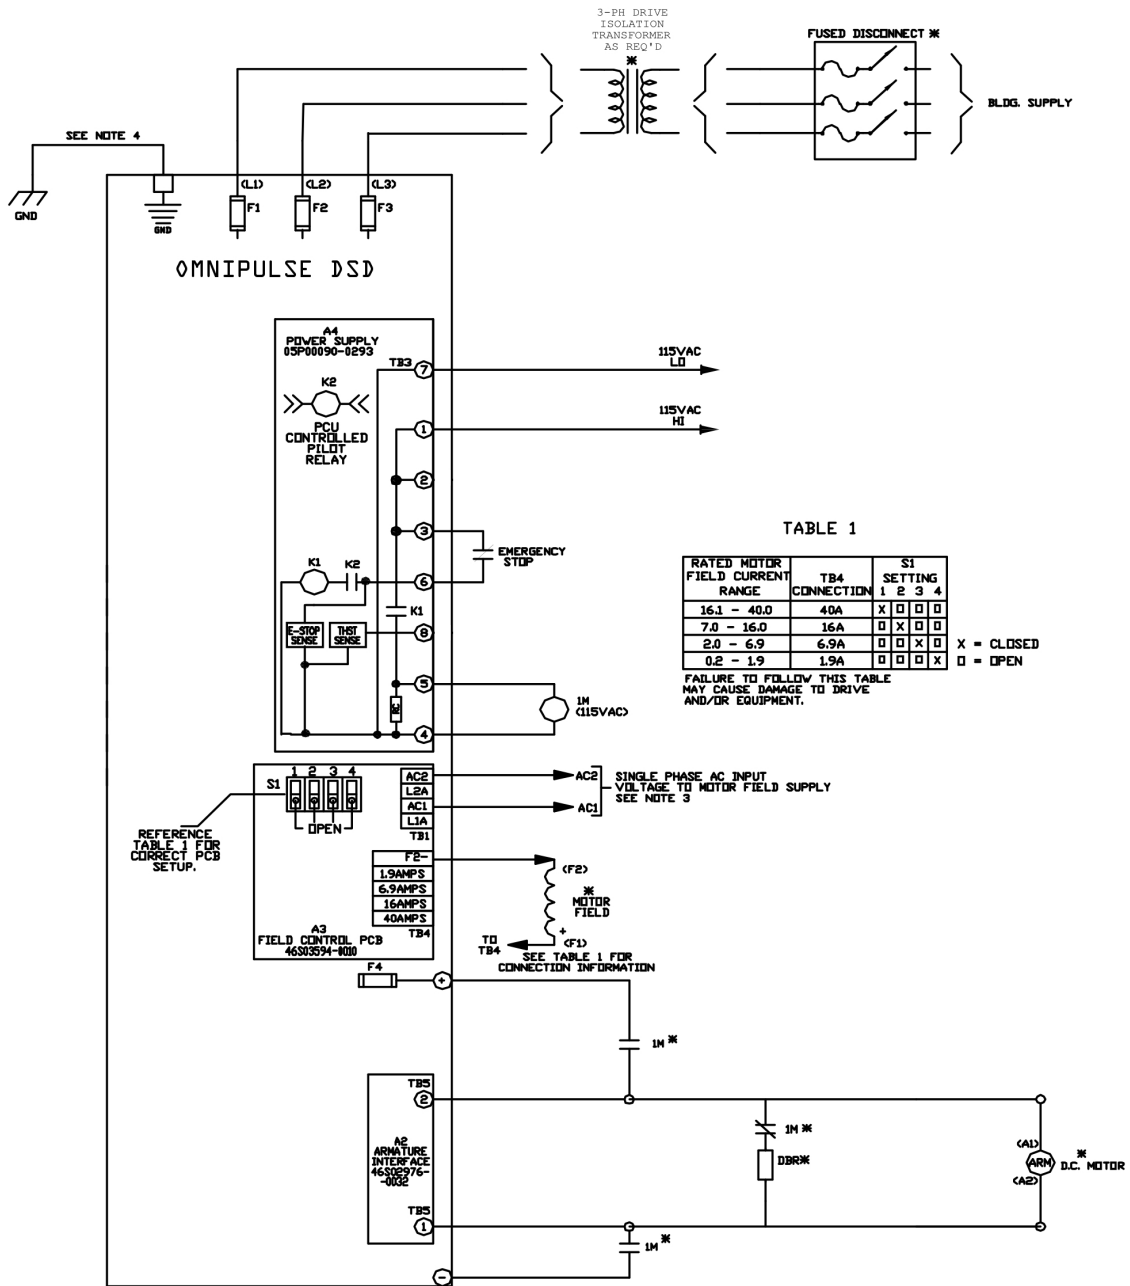 3-PH DRIVE
ISOLATION
TRANSFORMER
AS REQ'D
*
FUSED DISCONNECT *
BLDG. SUPPLY
SEE NOTE 4
GND
GND
(L1)
(L2)
(L3)
F1
F2
F3
OMNIPULSE DSD
A4
POWER SUPPLY
05P00090-0293
TB3
7
115VAC
LO
K2
PCU
CONTROLLED
PILOT
RELAY
1
115VAC
HI
2
3
EMERGENCY
STOP
K1
K2
6
K1
E-STOP
SENSE
THST
SENSE
8
5
RC
1M
(115VAC)
4
TABLE 1
RATED MOTOR FIELD CURRENT RANGE TB4 CONNECTION S1 SETTING
1 2 3 4
16.1 - 40.0 40A X O O O
7.0 - 16.0 16A O X O O
2.0 - 6.9 6.9A O O X O X = CLOSED
0.2 - 1.9 1.9A O O O X O = OPEN
FAILURE TO FOLLOW THIS TABLE
MAY CAUSE DAMAGE TO DRIVE
AND/OR EQUIPMENT.
1 2 3 4
S1
OPEN
REFERENCE
TABLE 1 FOR
CORRECT PCB
SETUP.
AC2
L2A
AC1
L1A
TB1
AC2
AC1
SINGLE PHASE AC INPUT
VOLTAGE TO MOTOR FIELD SUPPLY
SEE NOTE 3
F2-
1.9AMPS
6.9AMPS
16AMPS
40AMPS
TB4
A3
FIELD CONTROL PCB
46S03594-0010
(F2)
*
MOTOR
FIELD
+
(F1)
TO
TB4
SEE TABLE 1 FOR
CONNECTION INFORMATION
F4
+
1M *
TB5
2
A2
ARMATURE
INTERFACE
46S02976-
-0032
TB5
1
1M *
DBR*
(A1)
ARM
(A2)
*
D.C. MOTOR
1M *
-